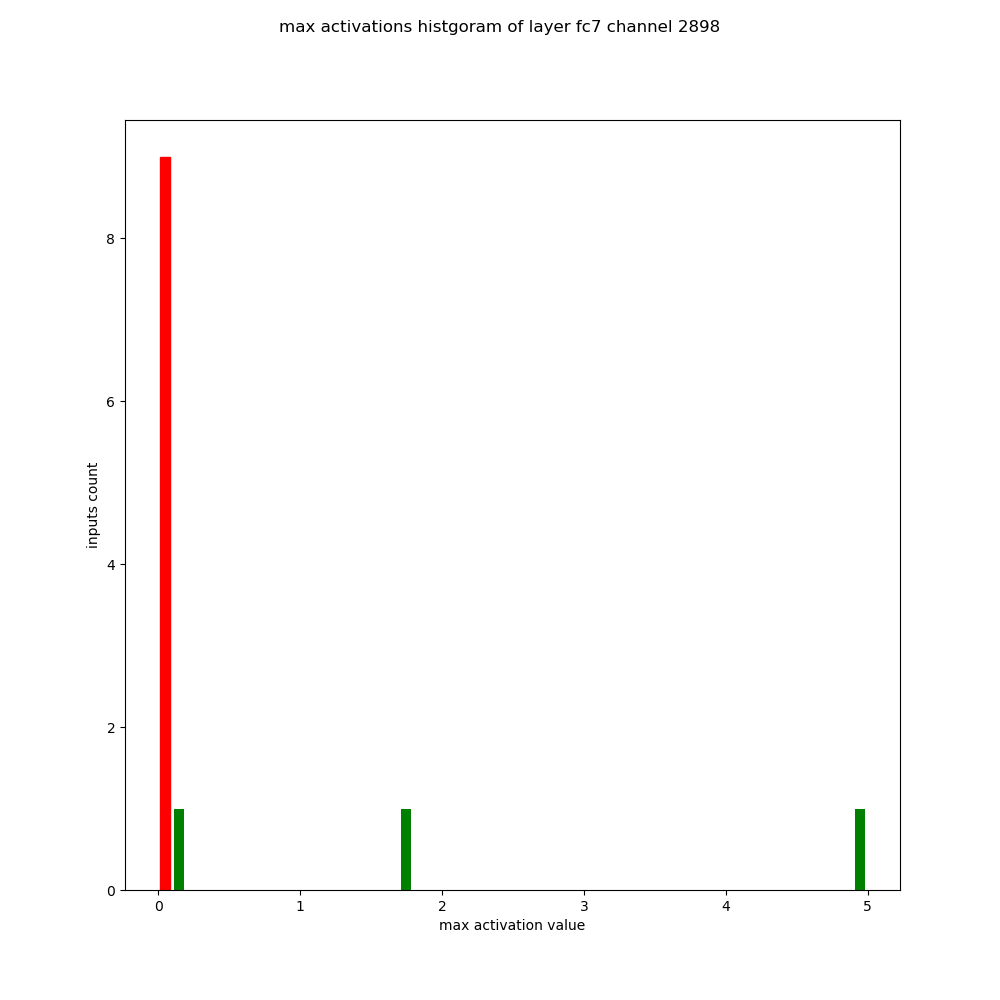 max activations histgoram of layer fc7 channel 2898
8
6
4
2
0
inputs count
0 1 2 3 4 5
max activation value